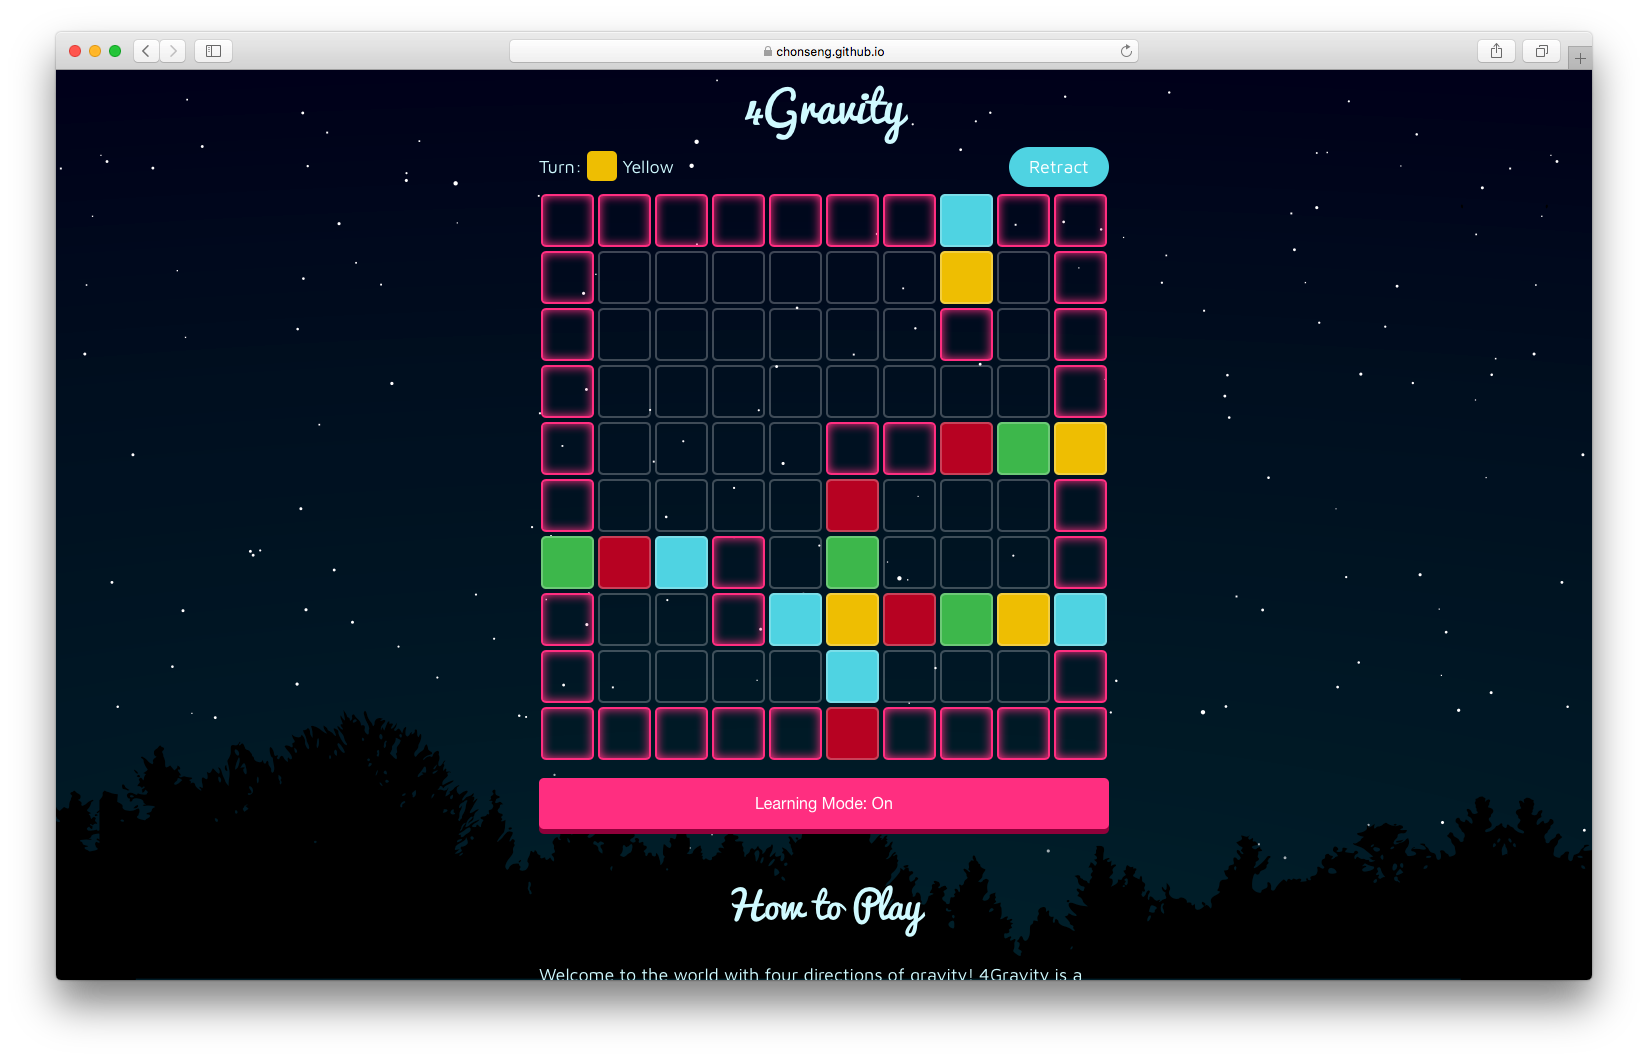 chonseng.github.io
4Gravity
Turn: Yellow
Retract
Learning Mode: On
How to Play
Welcome to the world with four directions of gravity! 4Gravity is a